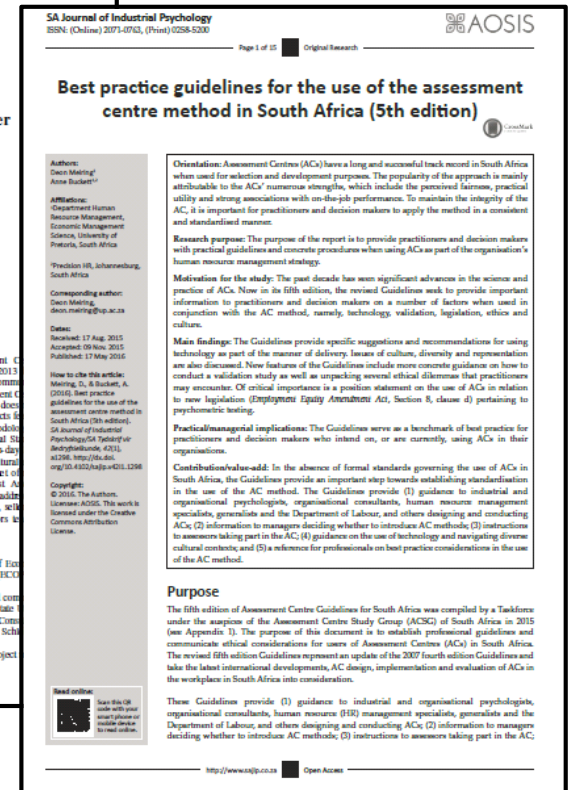 SA Journal of Industrial Psychology
ISSN: (Online) 2071-0763, (Print) 0258-5200
AOSIS
Page 1 of 15
Original Research
Best practice guidelines for the use of the assessment
centre method in South Africa (5th edition)
CrossMark
Authors:
Deon Meiring¹
Anne Buckett¹,²
Affiliations:
¹Department Human
Resource Management,
Economic Management
Science, University of
Pretoria, South Africa
²Precision HR, Johannesburg,
South Africa
Corresponding author:
Deon Meiring,
deon.meiring@up.ac.za
Dates:
Received: 17 Aug. 2015
Accepted: 09 Nov. 2015
Published: 17 May 2016
How to cite this article:
Meiring, D., & Buckett, A.
(2016). Best practice
guidelines for the use of the
assessment centre method in
South Africa (5th edition).
SA Journal of Industrial
Psychology/SA Tydskrif vir
Bedryfsielkunde, 42(1),
a1298. http://dx.doi.
org/10.4102/sajip.v42i1.1298
Copyright:
© 2016. The Authors.
Licensee: AOSIS. This work is
licensed under the Creative
Commons Attribution
License.
Read online:
Scan this QR
code with your
smart phone or
mobile device
to read online.
Orientation: Assessment Centres (ACs) have a long and successful track record in South Africa
when used for selection and development purposes. The popularity of the approach is mainly
attributable to the ACs' numerous strengths, which include the perceived fairness, practical
utility and strong associations with on-the-job performance. To maintain the integrity of the
AC, it is important for practitioners and decision makers to apply the method in a consistent
and standardised manner.
Research purpose: The purpose of the report is to provide practitioners and decision makers
with practical guidelines and concrete procedures when using ACs as part of the organisation's
human resource management strategy.
Motivation for the study: The past decade has seen significant advances in the science and
practice of ACs. Now in its fifth edition, the revised Guidelines seek to provide important
information to practitioners and decision makers on a number of factors when used in
conjunction with the AC method, namely, technology, validation, legislation, ethics and
culture.
Main findings: The Guidelines provide specific suggestions and recommendations for using
technology as part of the manner of delivery. Issues of culture, diversity and representation
are also discussed. New features of the Guidelines include more concrete guidance on how to
conduct a validation study as well as unpacking several ethical dilemmas that practitioners
may encounter. Of critical importance is a position statement on the use of ACs in relation
to new legislation (Employment Equity Amendment Act, Section 8, clause d) pertaining to
psychometric testing.
Practical/managerial implications: The Guidelines serve as a benchmark of best practice for
practitioners and decision makers who intend on, or are currently, using ACs in their
organisations.
Contribution/value-add: In the absence of formal standards governing the use of ACs in
South Africa, the Guidelines provide an important step towards establishing standardisation
in the use of the AC method. The Guidelines provide (1) guidance to industrial and
organisational psychologists, organisational consultants, human resource management
specialists, generalists and the Department of Labour, and others designing and conducting
ACs; (2) information to managers deciding whether to introduce AC methods; (3) instructions
to assessors taking part in the AC; (4) guidance on the use of technology and navigating diverse
cultural contexts; and (5) a reference for professionals on best practice considerations in the use
of the AC method.
Purpose
The fifth edition of Assessment Centre Guidelines for South Africa was compiled by a Taskforce
under the auspices of the Assessment Centre Study Group (ACSG) of South Africa in 2015
(see Appendix 1). The purpose of this document is to establish professional guidelines and
communicate ethical considerations for users of Assessment Centres (ACs) in South Africa.
The revised fifth edition Guidelines represent an update of the 2007 fourth edition Guidelines and
take the latest international developments, AC design, implementation and evaluation of ACs in
the workplace in South Africa into consideration.
These Guidelines provide (1) guidance to industrial and organisational psychologists,
organisational consultants, human resource (HR) management specialists, generalists and the
Department of Labour, and others designing and conducting ACs; (2) information to managers
deciding whether to introduce AC methods; (3) instructions to assessors taking part in the AC;
http://www.sajip.co.za
Open Access